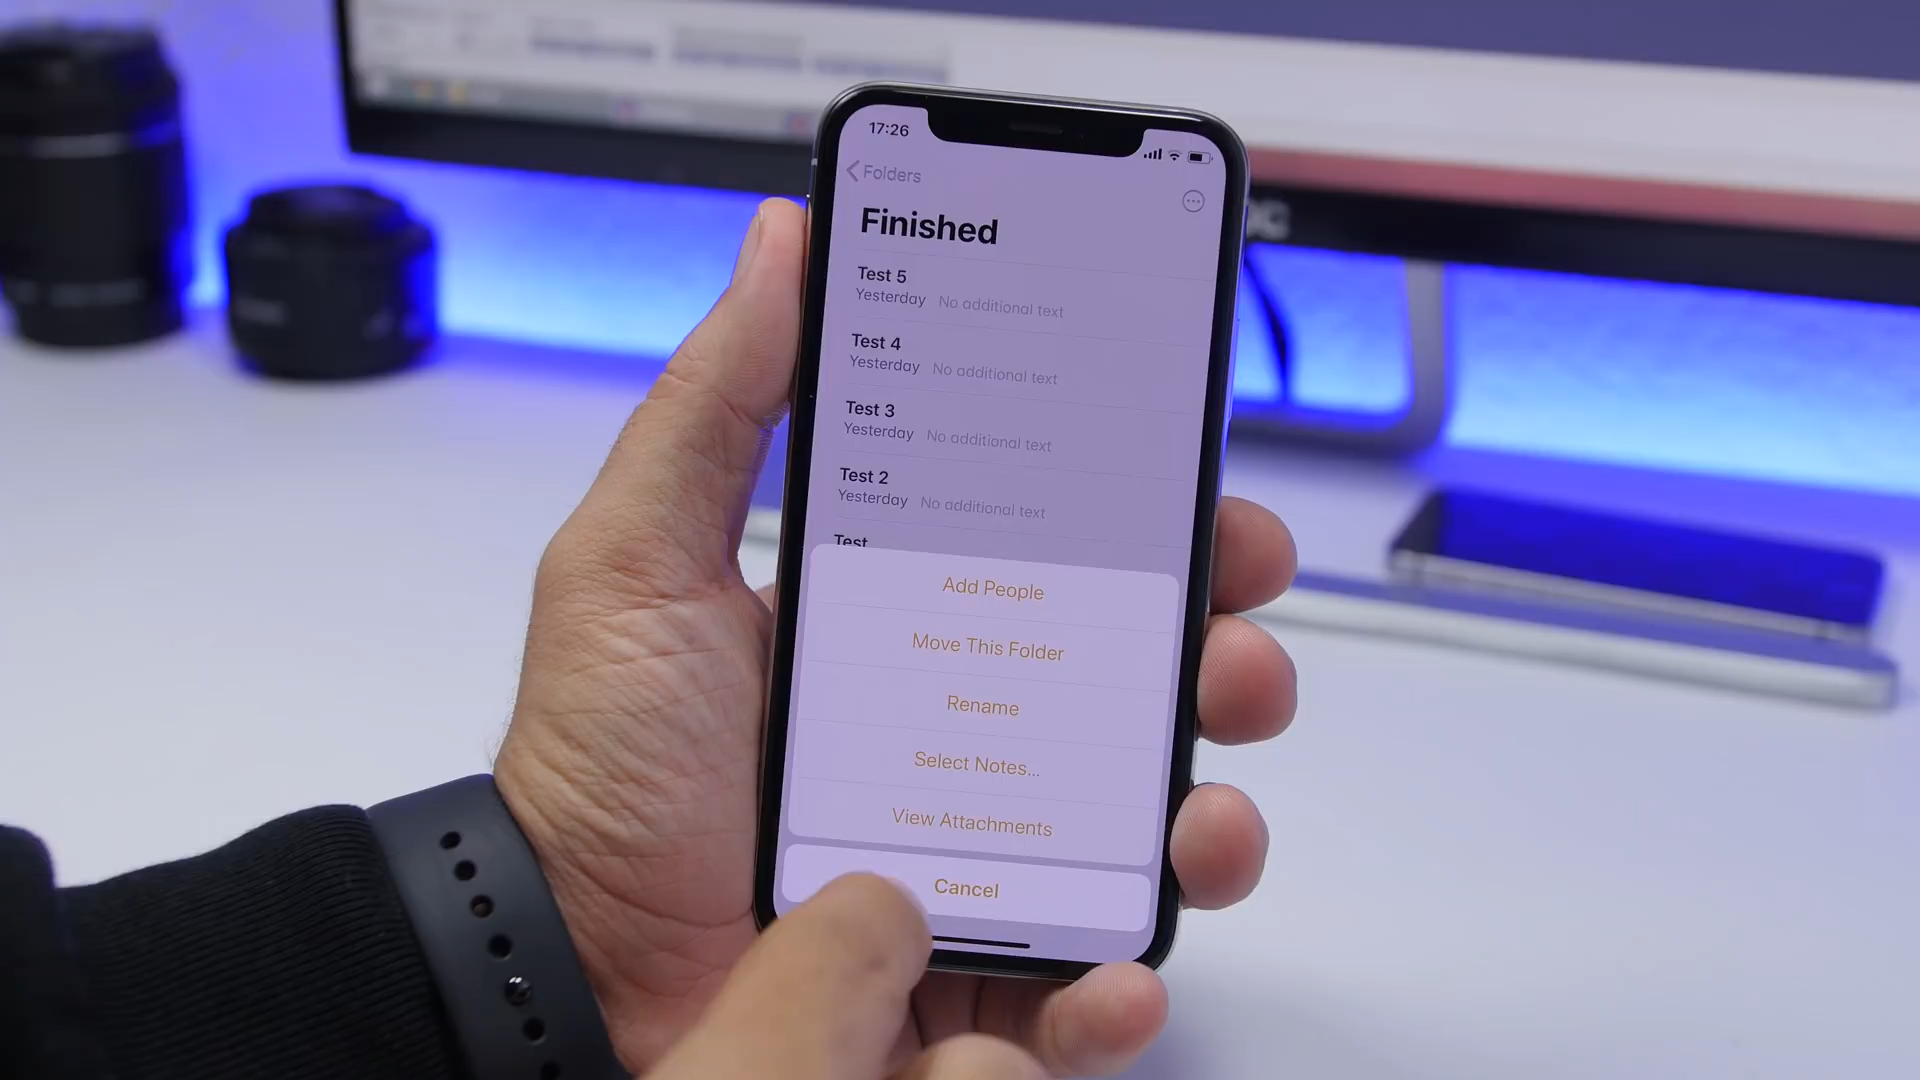 17:26
Folders
Finished
Test 5
Yesterday No additional text
Test 4
Yesterday No additional text
Test 3
Yesterday No additional text
Test 2
Yesterday No additional text
Test
Add People
Move This Folder
Rename
Select Notes...
View Attachments
Cancel